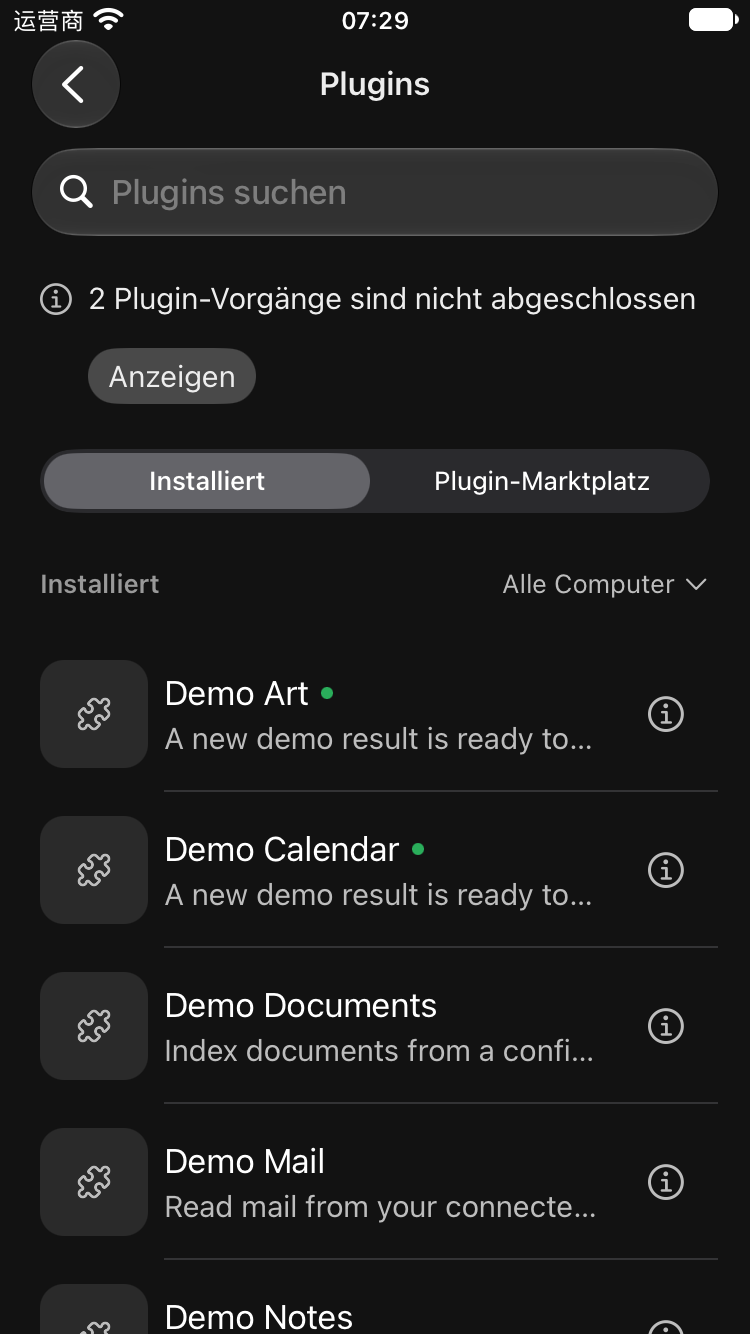 运营商
07:29
Plugins
Plugins suchen
2 Plugin-Vorgänge sind nicht abgeschlossen
Anzeigen
Installiert
Plugin-Marktplatz
Installiert
Alle Computer
Demo Art
A new demo result is ready to...
Demo Calendar
A new demo result is ready to...
Demo Documents
Index documents from a confi...
Demo Mail
Read mail from your connecte...
Demo Notes